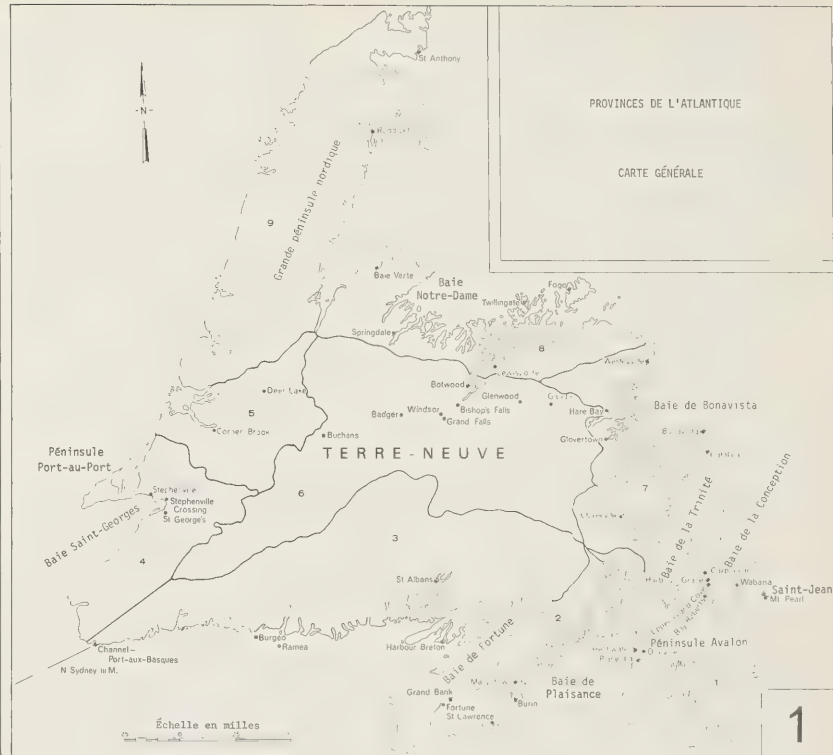 St Anthony
-N-
PROVINCES DE L'ATLANTIQUE
CARTE GÉNÉRALE
9
Grande péninsule nordique
Baie Verte
Baie
Notre-Dame
Twillingate
Fogo
Springdale
8
Deer Lake
5
Botwood
Glenwood
Hare Bay
Baie de Bonavista
Badger
Windsor
Bishop's Falls
Grand Falls
Corner Brook
Buchans
Glovertown
Péninsule
Port-au-Port
TERRE-NEUVE
Stephenville
Stephenville
Crossing
St George's
6
7
Baie de la Trinité
Baie de la Conception
Baie Saint-Georges
4
3
St Albans
2
Wabana
Saint-Jean
Mt Pearl
Péninsule Avalon
Burgeo
Ramea
Harbour Breton
Baie de Fortune
Channel-
Port-aux-Basques
N Sydney
Baie de
Plaisance
Grand Bank
Fortune
St Lawrence
Burin
1
Échelle en milles
1